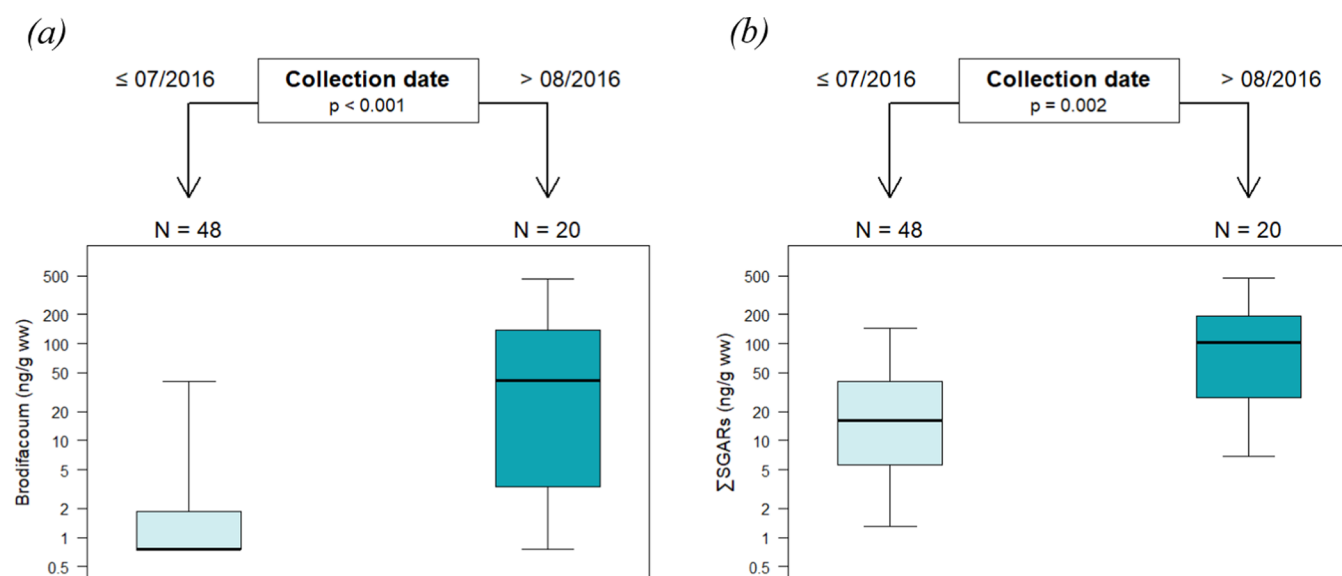 (a)
≤ 07/2016
Collection date
p < 0.001
> 08/2016
N = 48
N = 20
Brodifacoum (ng/g ww)
500
200
100
50
20
10
5
2
1
0.5
(b)
≤ 07/2016
Collection date
p = 0.002
> 08/2016
N = 48
N = 20
∑SGARs (ng/g ww)
500
200
100
50
20
10
5
2
1
0.5